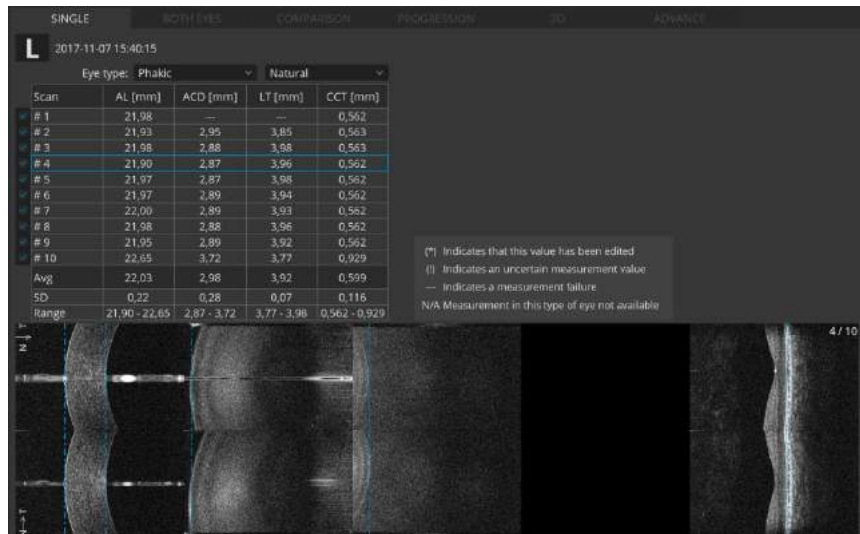 SINGLE BOTH EYES COMPARISON PROGRESSION 3D ADVANCE
L 2017-11-07 15:40:15
Eye type: Phakic Natural
Scan AL [mm] ACD [mm] LT [mm] CCT [mm]
# 1 21,98 --- --- 0,562
# 2 21,93 2,95 3,85 0,563
# 3 21,98 2,88 3,98 0,563
# 4 21,90 2,87 3,96 0,562
# 5 21,97 2,87 3,98 0,562
# 6 21,97 2,89 3,94 0,562
# 7 22,00 2,89 3,93 0,562
# 8 21,98 2,88 3,96 0,562
# 9 21,95 2,89 3,92 0,562
# 10 22,65 3,72 3,77 0,929
Avg 22,03 2,98 3,92 0,599
SD 0,22 0,28 0,07 0,116
Range 21,90 - 22,65 2,87 - 3,72 3,77 - 3,98 0,562 - 0,929
(*) Indicates that this value has been edited
(!) Indicates an uncertain measurement value
--- Indicates a measurement failure
N/A Measurement in this type of eye not available
4 / 10
N → T
N → T